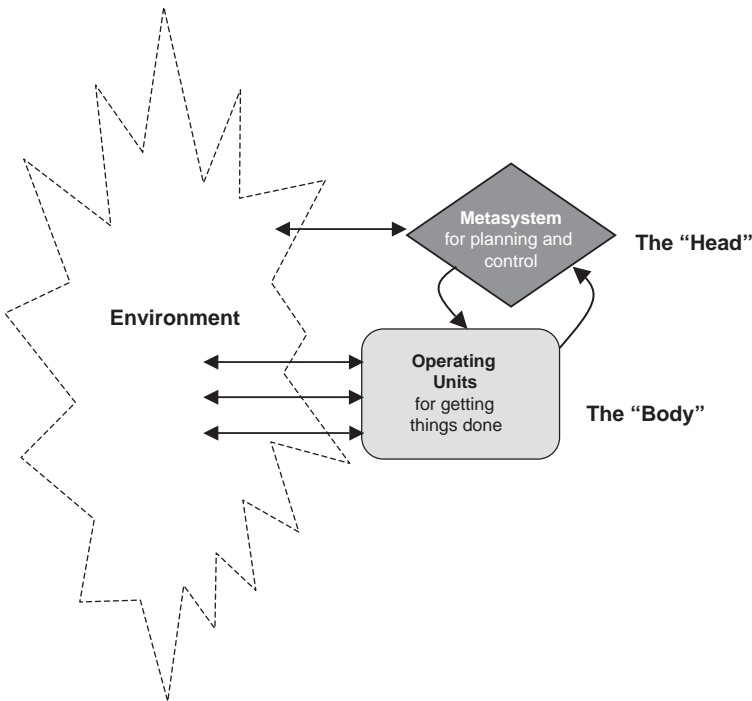 Metasystem
for planning and
control
The “Head”
Environment
Operating
Units
for getting
things done
The “Body”